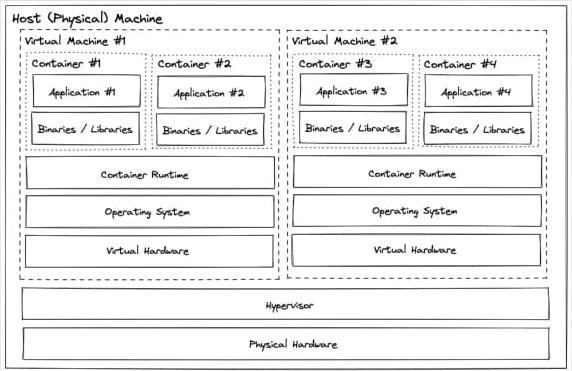 Host (Physical) Machine
Virtual Machine #1
Container #1
Application #1
Binaries / Libraries
Container #2
Application #2
Binaries / Libraries
Container Runtime
Operating System
Virtual Hardware
Virtual Machine #2
Container #3
Application #3
Binaries / Libraries
Container #4
Application #4
Binaries / Libraries
Container Runtime
Operating System
Virtual Hardware
Hypervisor
Physical Hardware